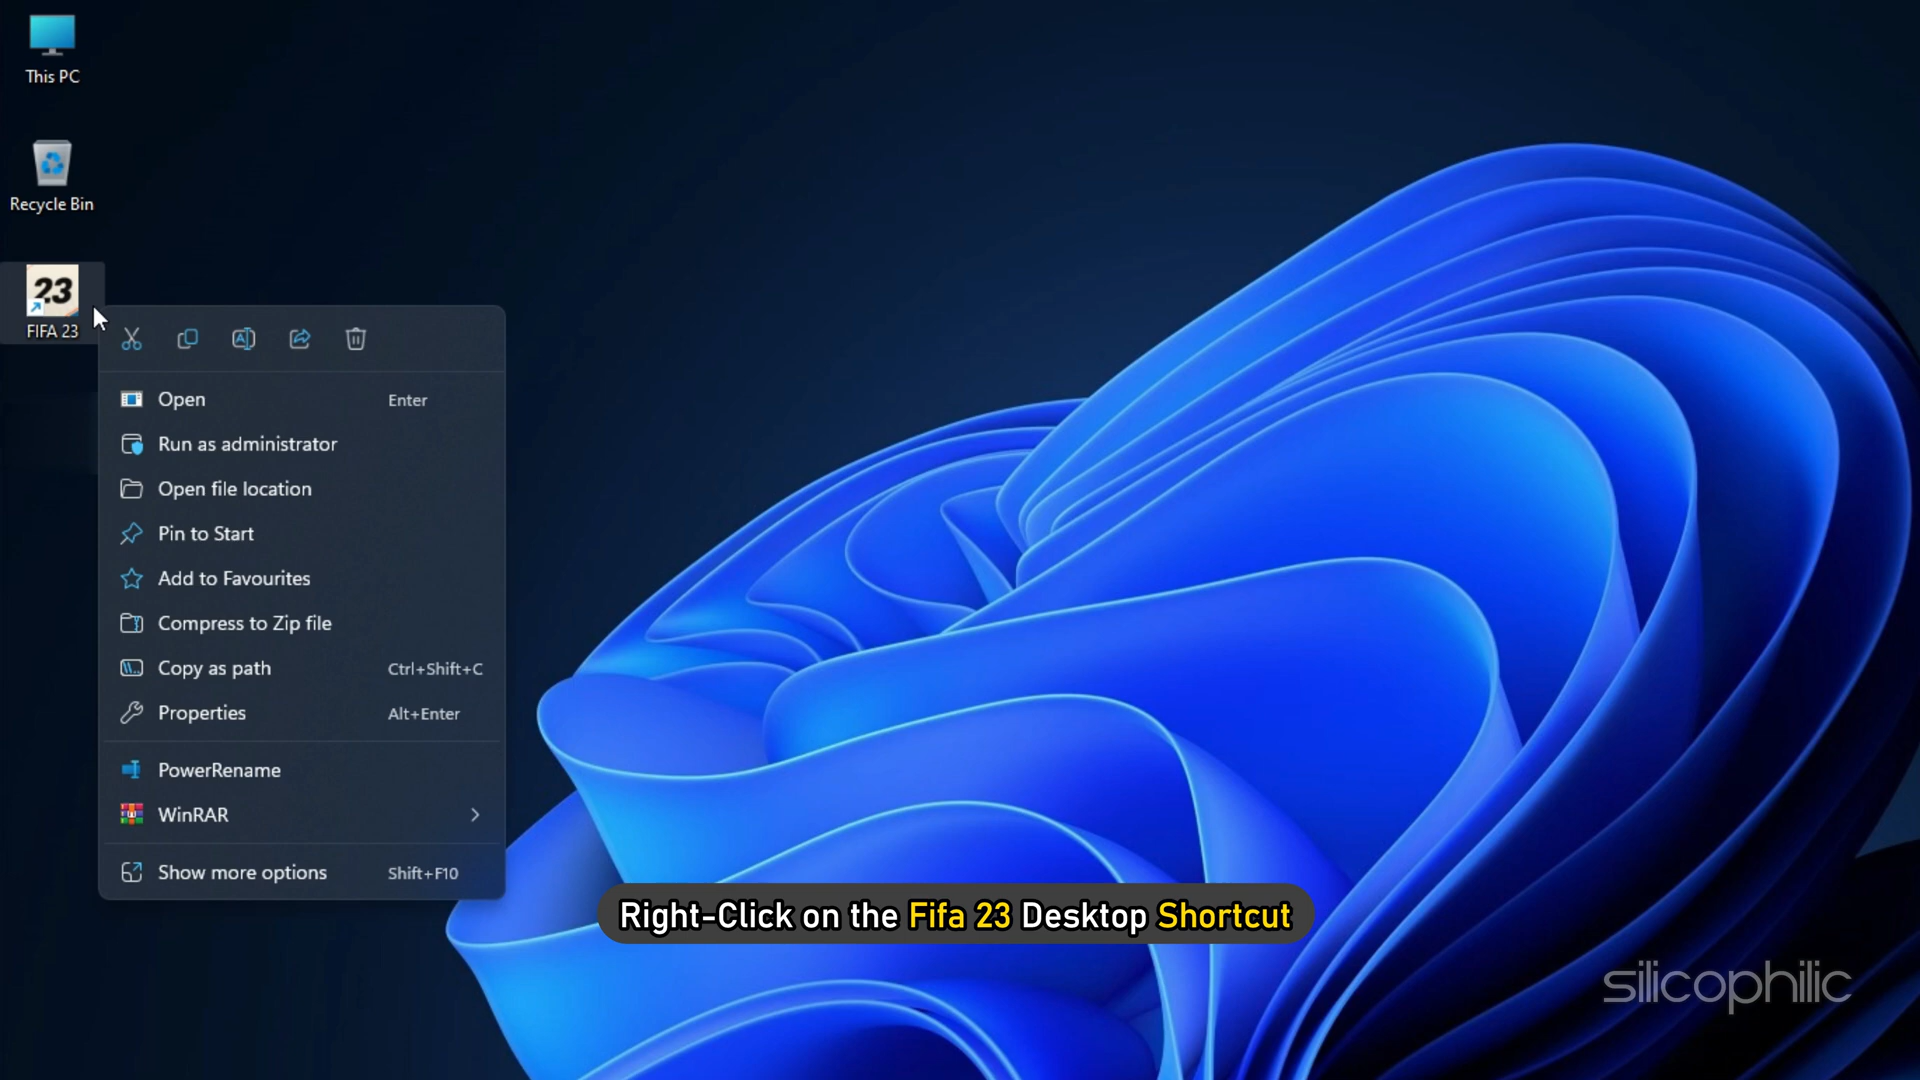 This PC
Recycle Bin
23
FIFA 23
Open Enter
Run as administrator
Open file location
Pin to Start
Add to Favourites
Compress to Zip file
Copy as path Ctrl+Shift+C
Properties Alt+Enter
PowerRename
WinRAR
Show more options Shift+F10
Right-Click on the Fifa 23 Desktop Shortcut
silicophilic